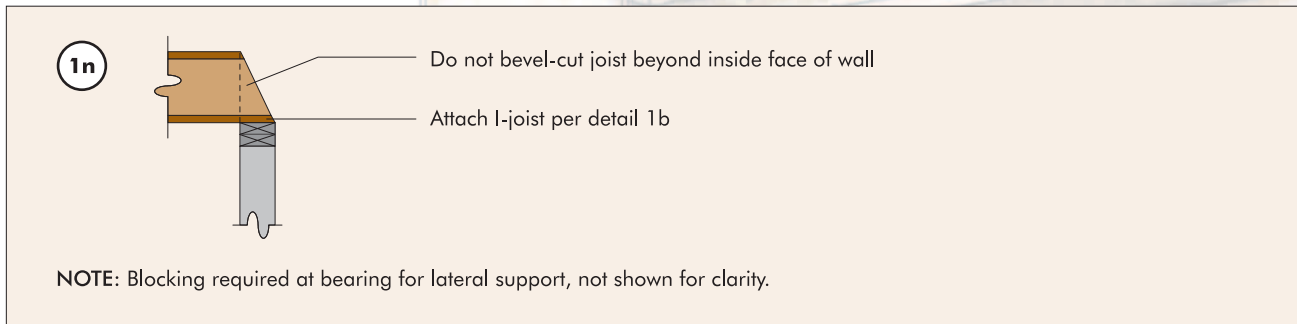 1n
Do not bevel-cut joist beyond inside face of wall
Attach I-joist per detail 1b
NOTE: Blocking required at bearing for lateral support, not shown for clarity.